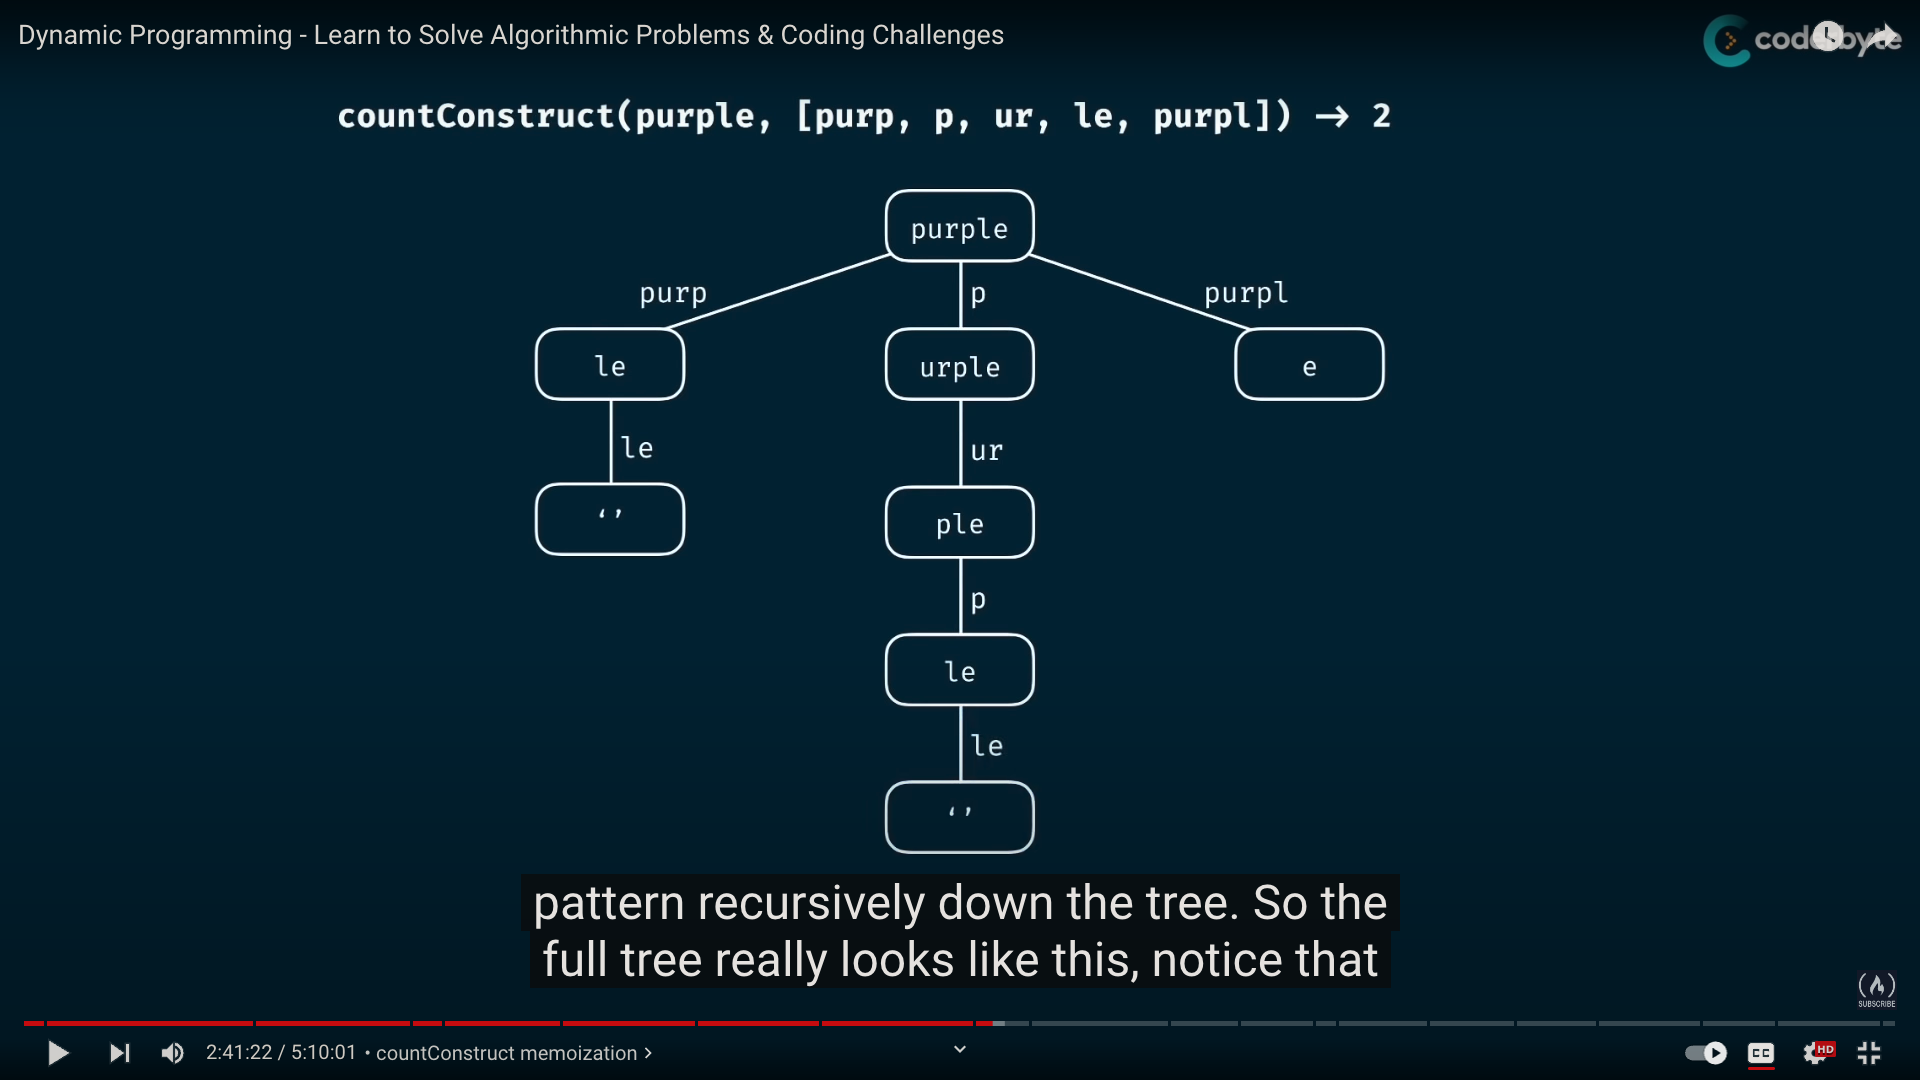 Dynamic Programming - Learn to Solve Algorithmic Problems & Coding Challenges
coderbyte
countConstruct(purple, [purp, p, ur, le, purpl]) → 2
purple
purp
p
purpl
le
urple
e
le
ur
‘’
ple
p
le
le
‘’
pattern recursively down the tree. So the
full tree really looks like this, notice that
SUBSCRIBE
2:41:22 / 5:10:01 • countConstruct memoization >
CC
HD